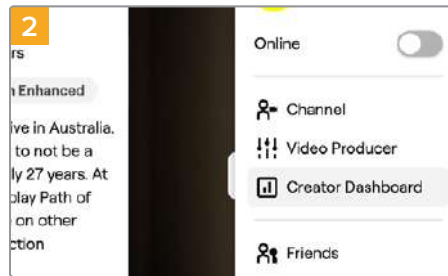 2
rs
Enhanced
ive in Australia.
to not be a
ly 27 years. At
play Path of
on other
ction
Online
Channel
Video Producer
Creator Dashboard
Friends